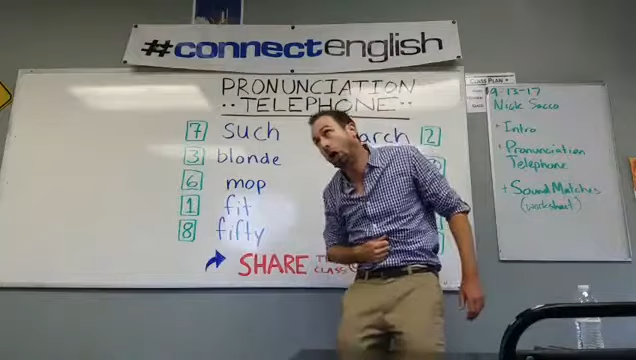 #connectenglish
PRONUNCIATION
TELEPHONE
7 such
3 blonde
6 mop
1 fit
8 fifty
2
SHARE
CLASS
CLASS PLAN
9-13-17
Nick Sacco
Intro
Pronunciation
Telephone
Sound Matches
(worksheet)